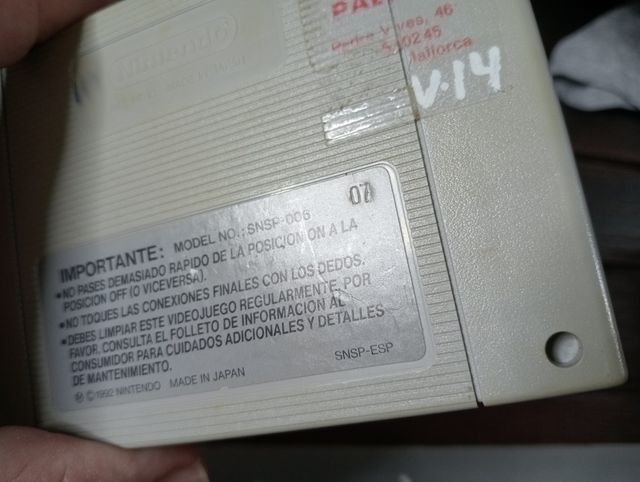 Nintendo
PAL
Pedro Vives, 46
Mallorca
V.14
07
IMPORTANTE: MODEL NO.: SNSP-006
•NO PASES DEMASIADO RAPIDO DE LA POSICION ON A LA
POSICION OFF (O VICEVERSA).
•NO TOQUES LAS CONEXIONES FINALES CON LOS DEDOS.
•DEBES LIMPIAR ESTE VIDEOJUEGO REGULARMENTE, POR
FAVOR, CONSULTA EL FOLLETO DE INFORMACION AL
CONSUMIDOR PARA CUIDADOS ADICIONALES Y DETALLES
DE MANTENIMIENTO.
SNSP-ESP
Ⓜ © 1992 NINTENDO MADE IN JAPAN